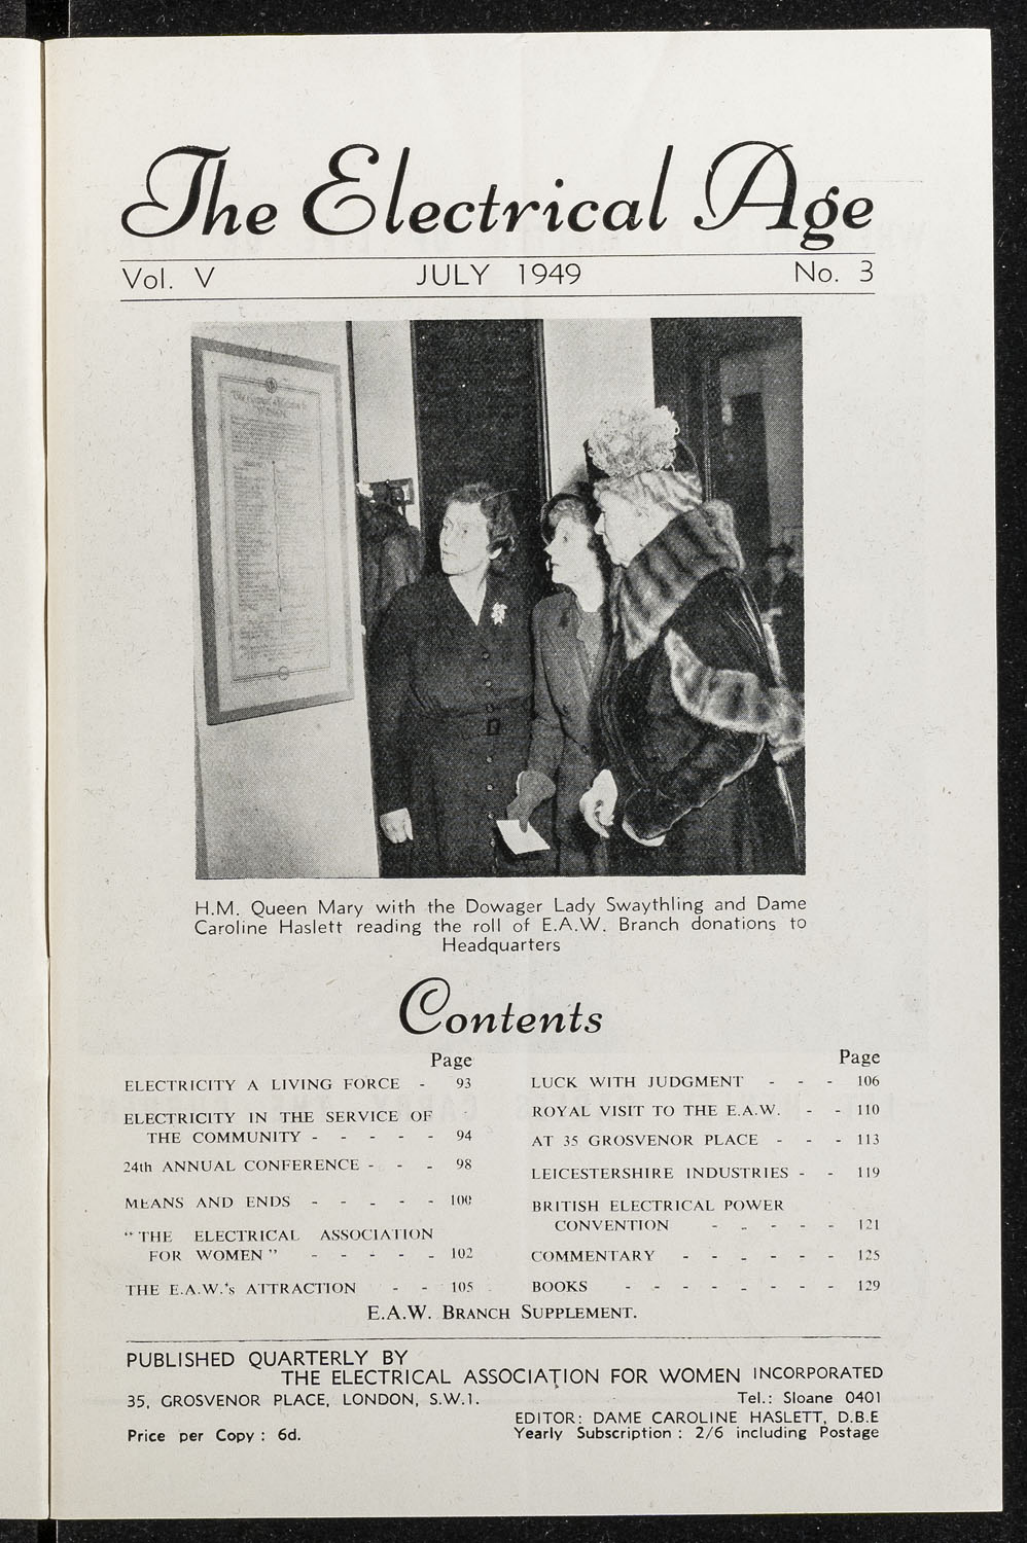 The Electrical Age
Vol. V JULY 1949 No. 3
H.M. Queen Mary with the Dowager Lady Swaythling and Dame
Caroline Haslett reading the roll of E.A.W. Branch donations to
Headquarters
Contents
Page
ELECTRICITY A LIVING FORCE - 93
ELECTRICITY IN THE SERVICE OF
THE COMMUNITY - - - - - 94
24th ANNUAL CONFERENCE - - - 98
MEANS AND ENDS - - - - - 100
" THE ELECTRICAL ASSOCIATION
FOR WOMEN " - - - - - 102
THE E.A.W.'s ATTRACTION - - 105
Page
LUCK WITH JUDGMENT - - - 106
ROYAL VISIT TO THE E.A.W. - - 110
AT 35 GROSVENOR PLACE - - - 113
LEICESTERSHIRE INDUSTRIES - - 119
BRITISH ELECTRICAL POWER
CONVENTION - - - - - 121
COMMENTARY - - - - - - 125
BOOKS - - - - - - - - 129
E.A.W. BRANCH SUPPLEMENT.
PUBLISHED QUARTERLY BY
THE ELECTRICAL ASSOCIATION FOR WOMEN INCORPORATED
35, GROSVENOR PLACE, LONDON, S.W.1. Tel.: Sloane 0401
EDITOR: DAME CAROLINE HASLETT, D.B.E
Price per Copy : 6d. Yearly Subscription : 2/6 including Postage